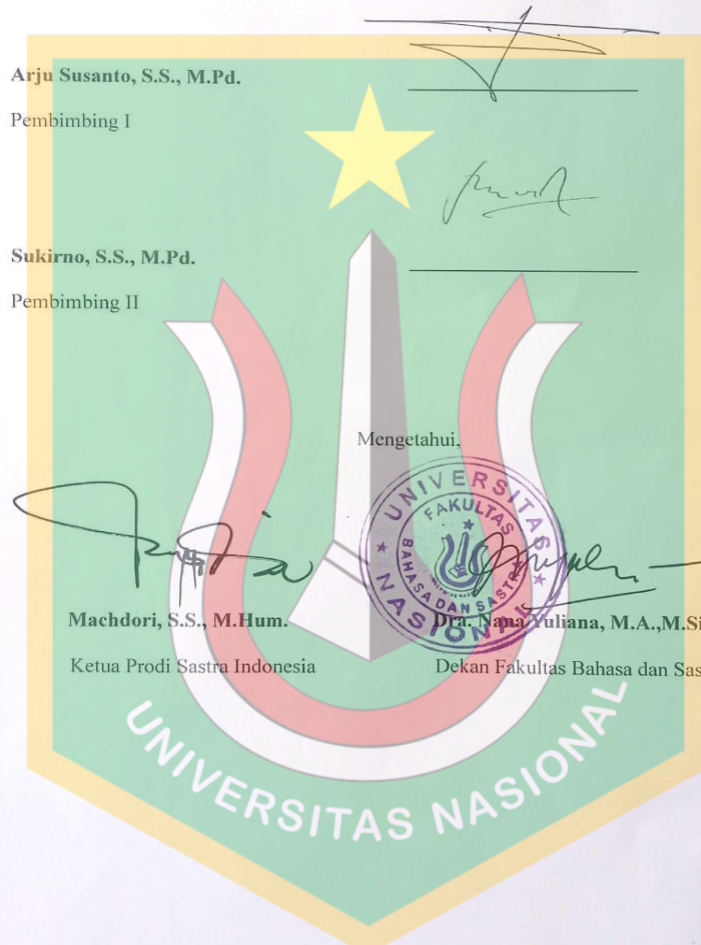 Arju Susanto, S.S., M.Pd.
Pembimbing I
Sukirno, S.S., M.Pd.
Pembimbing II
Mengetahui,
UNIVERSITAS
FAKULTAS
BAHASA DAN SASTRA
NASIONAL
Machdori, S.S., M.Hum.
Dra. Nana Yuliana, M.A.,M.Si
Ketua Prodi Sastra Indonesia
Dekan Fakultas Bahasa dan Sas
UNIVERSITAS NASIONAL